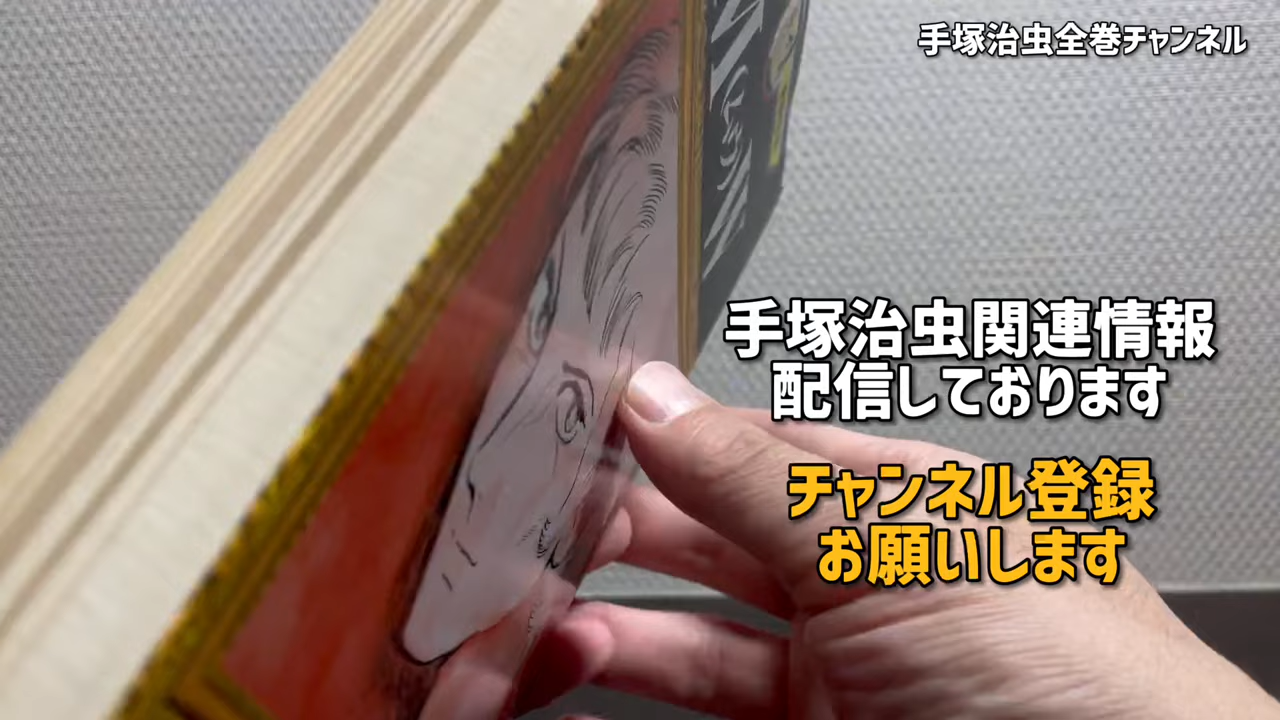 手塚治虫全巻チャンネル
手塚治虫関連情報
配信しております
チャンネル登録
お願いします